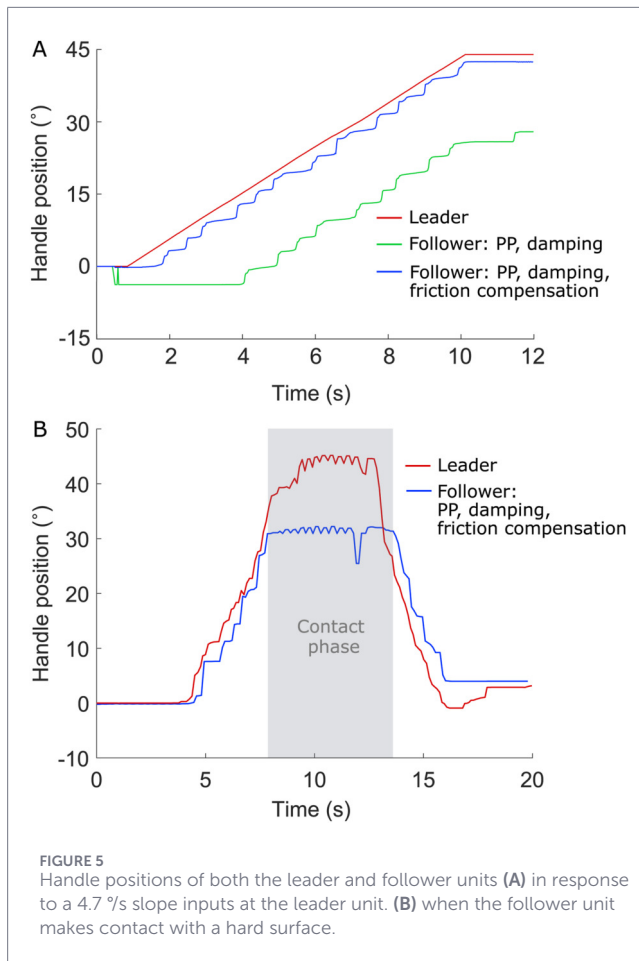 A
45
30
15
0
-15
Handle position (°)
Leader
Follower: PP, damping
Follower: PP, damping,
friction compensation
0 2 4 6 8 10 12
Time (s)
B
50
40
30
20
10
0
-10
Handle position (°)
Leader
Follower:
PP, damping,
friction compensation
Contact
phase
0 5 10 15 20
Time (s)
FIGURE 5
Handle positions of both the leader and follower units (A) in response
to a 4.7 °/s slope inputs at the leader unit. (B) when the follower unit
makes contact with a hard surface.